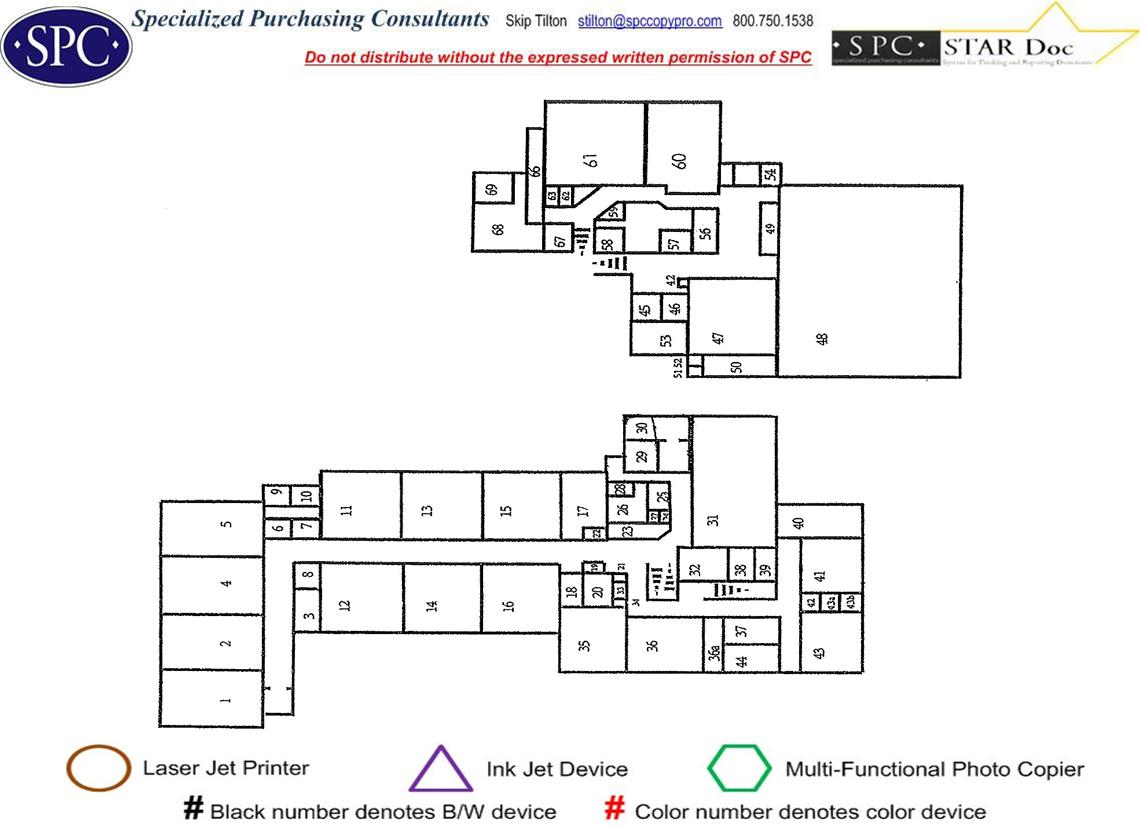 Specialized Purchasing Consultants Skip Tilton stilton@spccopypro.com 800.750.1538
·SPC·
·SPC· STAR Doc
specialized purchasing consultants System for Tracking and Reporting Documents
Do not distribute without the expressed written permission of SPC
61 60
66 54
69 63 62
59
68 67 58 57 56 49
42
45 46
53 47 48
51 52 50
30
29
9 10 28 25
11 13 15 17 26 31
5 6 7 22 23 40
8 19 21 32 38 39
4 18 20 33 41
3 12 14 16 34 42 43a 43b
2 35 36 36a 37 44 43
1
Laser Jet Printer Ink Jet Device Multi-Functional Photo Copier
# Black number denotes B/W device # Color number denotes color device